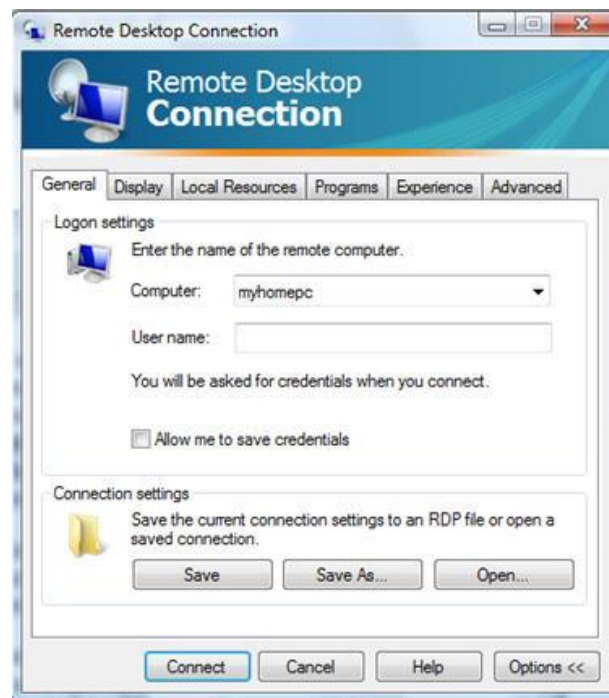 Remote Desktop Connection
Remote Desktop
Connection
General Display Local Resources Programs Experience Advanced
Logon settings
Enter the name of the remote computer.
Computer: myhomepc
User name:
You will be asked for credentials when you connect.
Allow me to save credentials
Connection settings
Save the current connection settings to an RDP file or open a
saved connection.
Save Save As... Open...
Connect Cancel Help Options <<